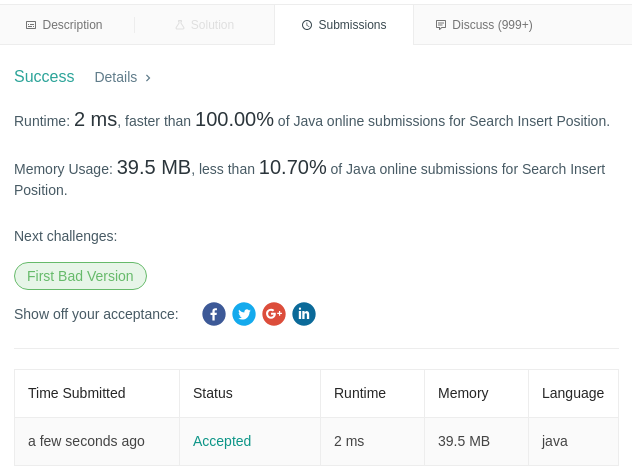 Description
Solution
Submissions
Discuss (999+)
Success
Details ›
Runtime: 2 ms, faster than 100.00% of Java online submissions for Search Insert Position.
Memory Usage: 39.5 MB, less than 10.70% of Java online submissions for Search Insert
Position.
Next challenges:
First Bad Version
Show off your acceptance:
Time Submitted Status Runtime Memory Language
a few seconds ago Accepted 2 ms 39.5 MB java